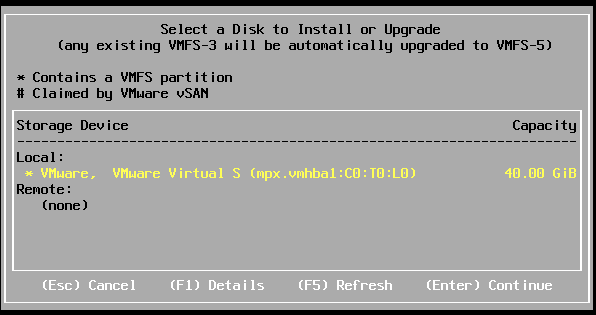 Select a Disk to Install or Upgrade
(any existing VMFS-3 will be automatically upgraded to VMFS-5)
* Contains a VMFS partition
# Claimed by VMware vSAN
Storage Device Capacity
Local:
* VMware,  VMware Virtual S (mpx.vmhba1:C0:T0:L0) 40.00 GiB
Remote:
(none)
(Esc) Cancel (F1) Details (F5) Refresh (Enter) Continue